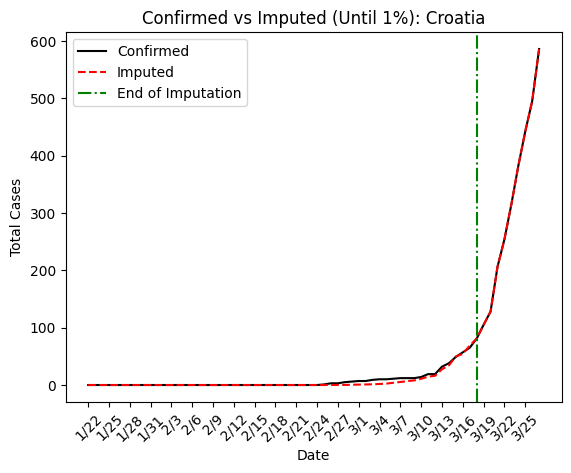 Confirmed vs Imputed (Until 1%): Croatia
Confirmed
Imputed
End of Imputation
Total Cases
600
500
400
300
200
100
0
1/22 1/25 1/28 1/31 2/3 2/6 2/9 2/12 2/15 2/18 2/21 2/24 2/27 3/1 3/4 3/7 3/10 3/13 3/16 3/19 3/22 3/25
Date